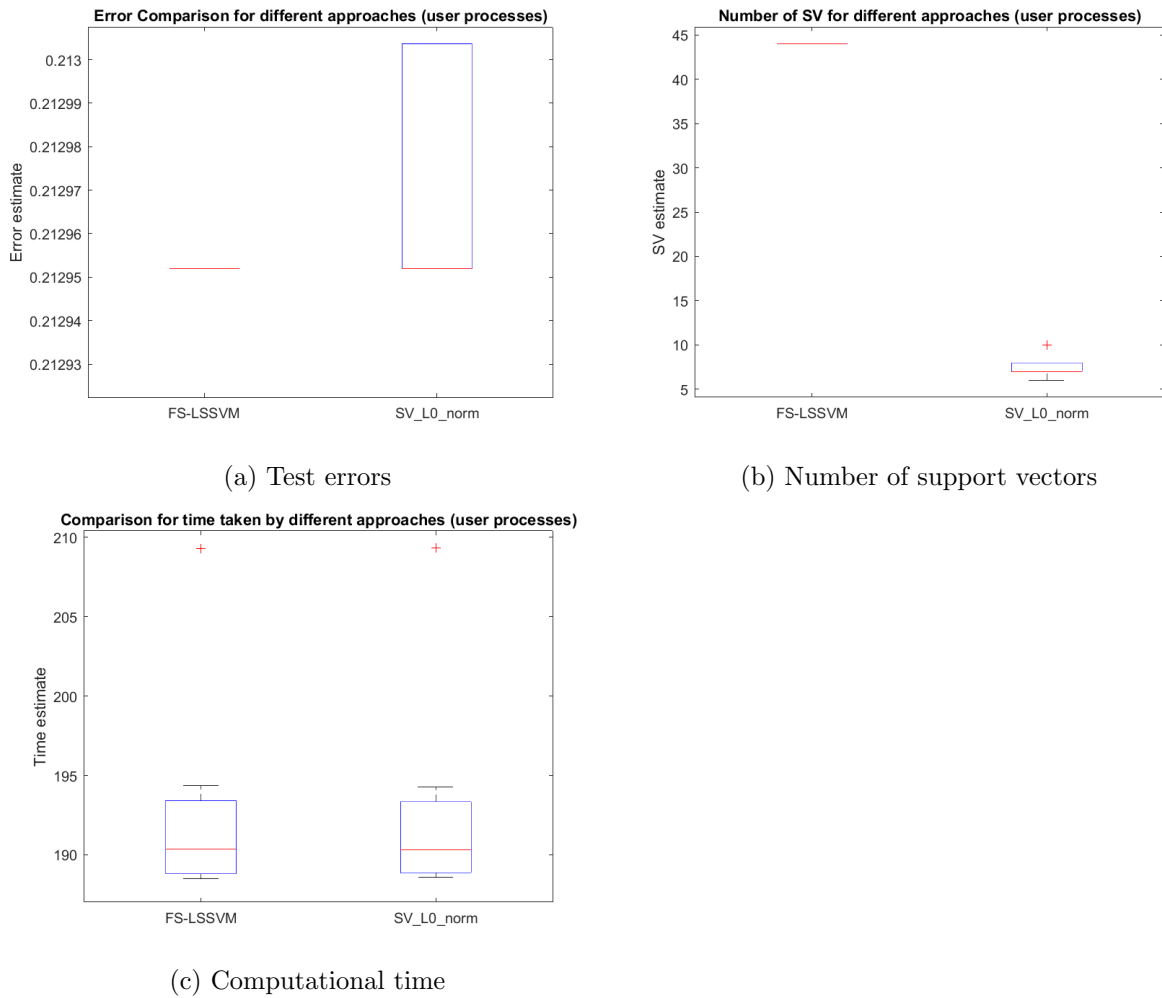 Error Comparison for different approaches (user processes)
0.213
0.21299
0.21298
0.21297
0.21296
0.21295
0.21294
0.21293
Error estimate
FS-LSSVM SV_L0_norm
(a) Test errors
Number of SV for different approaches (user processes)
45
40
35
30
25
20
15
10
5
SV estimate
FS-LSSVM SV_L0_norm
(b) Number of support vectors
Comparison for time taken by different approaches (user processes)
210
205
200
195
190
Time estimate
FS-LSSVM SV_L0_norm
(c) Computational time